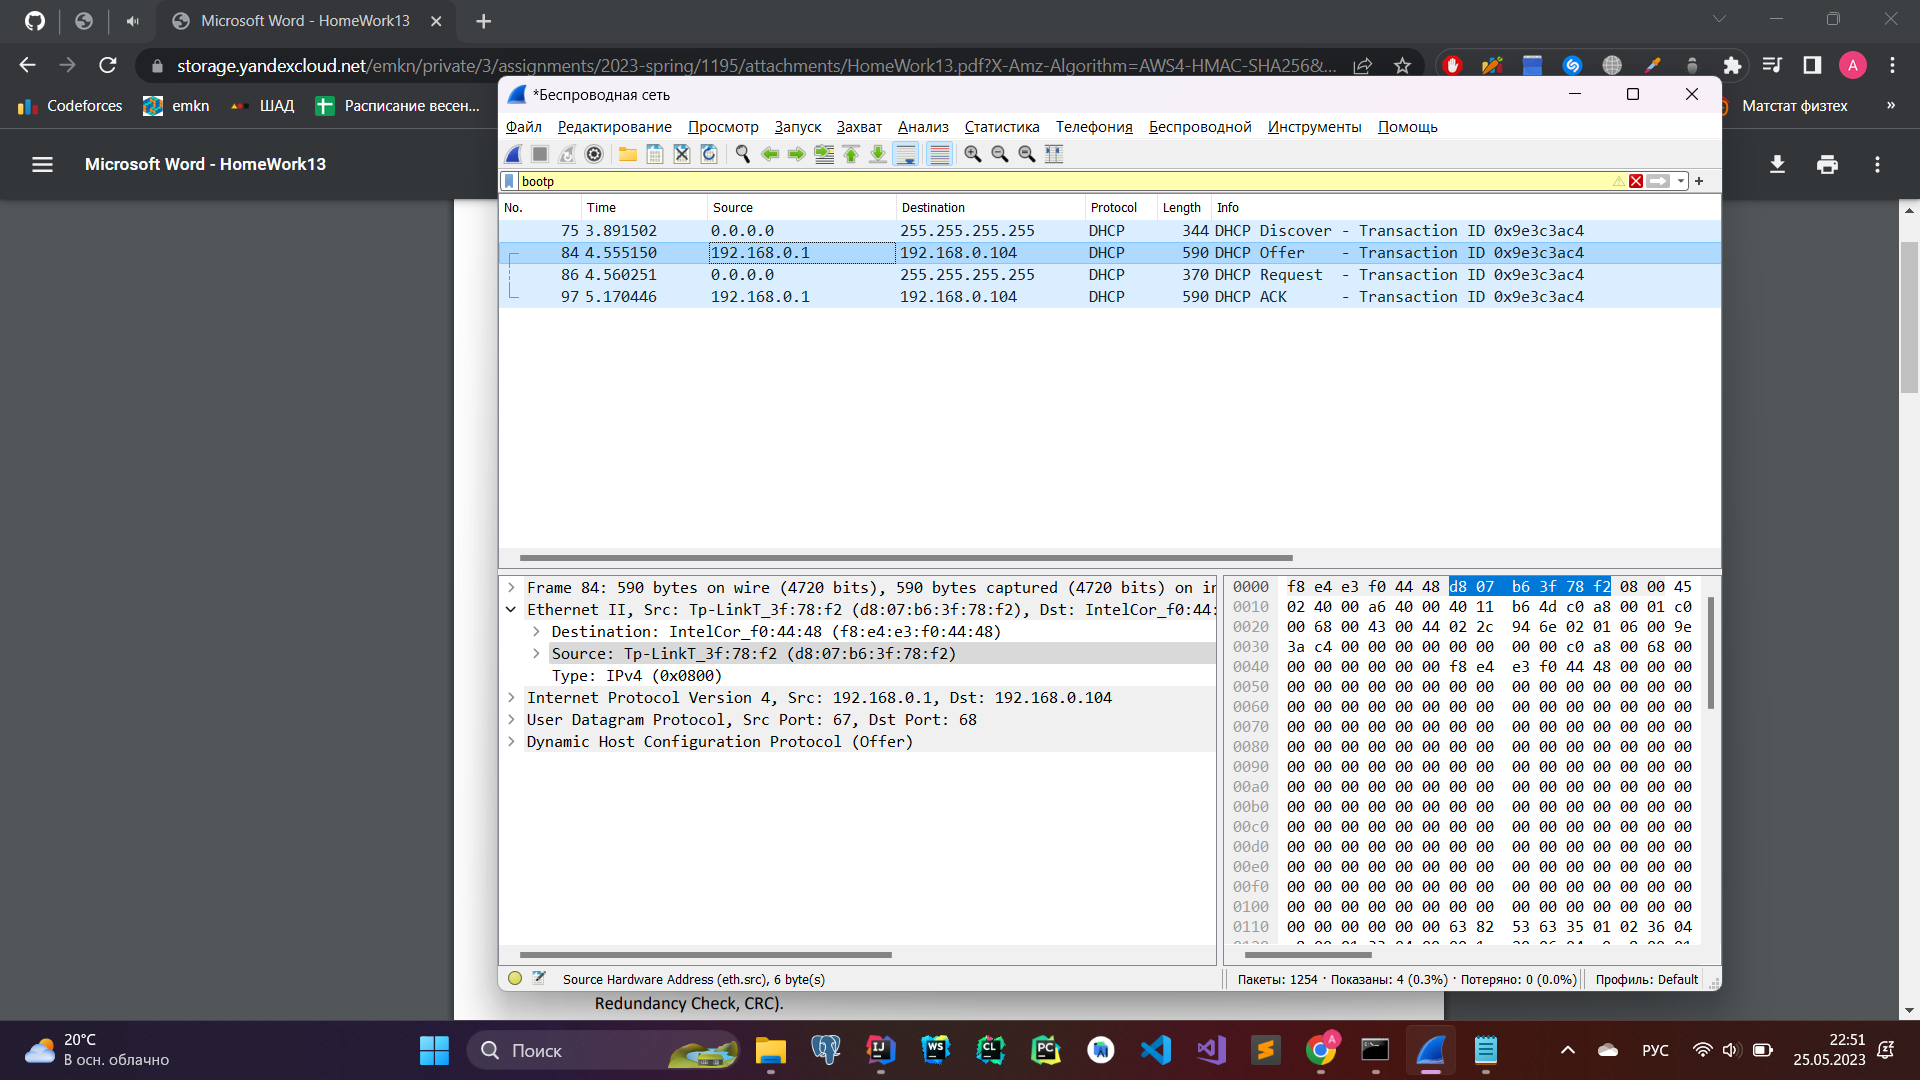 Microsoft Word - HomeWork13
storage.yandexcloud.net/emkn/private/3/assignments/2023-spring/1195/attachments/HomeWork13.pdf?X-Amz-Algorithm=AWS4-HMAC-SHA256&...
A
Codeforces
emkn
ШАД
Расписание весен...
Матстат физтех
»
Microsoft Word - HomeWork13
*Беспроводная сеть
Файл Редактирование Просмотр Запуск Захват Анализ Статистика Телефония Беспроводной Инструменты Помощь
bootp
No. Time Source Destination Protocol Length Info
75 3.891502 0.0.0.0 255.255.255.255 DHCP 344 DHCP Discover - Transaction ID 0x9e3c3ac4
84 4.555150 192.168.0.1 192.168.0.104 DHCP 590 DHCP Offer - Transaction ID 0x9e3c3ac4
86 4.560251 0.0.0.0 255.255.255.255 DHCP 370 DHCP Request - Transaction ID 0x9e3c3ac4
97 5.170446 192.168.0.1 192.168.0.104 DHCP 590 DHCP ACK - Transaction ID 0x9e3c3ac4
Frame 84: 590 bytes on wire (4720 bits), 590 bytes captured (4720 bits) on in
Ethernet II, Src: Tp-LinkT_3f:78:f2 (d8:07:b6:3f:78:f2), Dst: IntelCor_f0:44:
Destination: IntelCor_f0:44:48 (f8:e4:e3:f0:44:48)
Source: Tp-LinkT_3f:78:f2 (d8:07:b6:3f:78:f2)
Type: IPv4 (0x0800)
Internet Protocol Version 4, Src: 192.168.0.1, Dst: 192.168.0.104
User Datagram Protocol, Src Port: 67, Dst Port: 68
Dynamic Host Configuration Protocol (Offer)
0000 f8 e4 e3 f0 44 48 d8 07 b6 3f 78 f2 08 00 45
0010 02 40 00 a6 40 00 40 11 b6 4d c0 a8 00 01 c0
0020 00 68 00 43 00 44 02 2c 94 6e 02 01 06 00 9e
0030 3a c4 00 00 00 00 00 00 00 00 c0 a8 00 68 00
0040 00 00 00 00 00 00 f8 e4 e3 f0 44 48 00 00 00
0050 00 00 00 00 00 00 00 00 00 00 00 00 00 00 00
0060 00 00 00 00 00 00 00 00 00 00 00 00 00 00 00
0070 00 00 00 00 00 00 00 00 00 00 00 00 00 00 00
0080 00 00 00 00 00 00 00 00 00 00 00 00 00 00 00
0090 00 00 00 00 00 00 00 00 00 00 00 00 00 00 00
00a0 00 00 00 00 00 00 00 00 00 00 00 00 00 00 00
00b0 00 00 00 00 00 00 00 00 00 00 00 00 00 00 00
00c0 00 00 00 00 00 00 00 00 00 00 00 00 00 00 00
00d0 00 00 00 00 00 00 00 00 00 00 00 00 00 00 00
00e0 00 00 00 00 00 00 00 00 00 00 00 00 00 00 00
00f0 00 00 00 00 00 00 00 00 00 00 00 00 00 00 00
0100 00 00 00 00 00 00 00 00 00 00 00 00 00 00 00
0110 00 00 00 00 00 00 63 82 53 63 35 01 02 36 04
Source Hardware Address (eth.src), 6 byte(s)
Пакеты: 1254 · Показаны: 4 (0.3%) · Потеряно: 0 (0.0%)
Профиль: Default
Redundancy Check, CRC).
20°C
В осн. облачно
Поиск
IJ
WS
CL
PC
A
РУС
22:51
25.05.2023